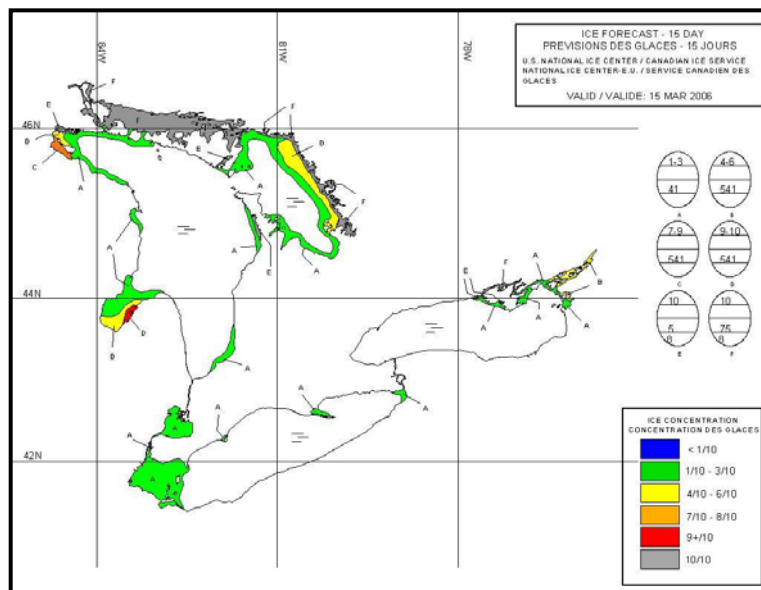 84W
81W
78W
ICE FORECAST - 15 DAY
PREVISIONS DES GLACES - 15 JOURS
U.S. NATIONAL ICE CENTER / CANADIAN ICE SERVICE
NATIONAL ICE CENTER-E.U. / SERVICE CANADIEN DES
GLACES
VALID / VALIDE: 15 MAR 2006
F
F
46N
E
D
C
A
E
A
B
F
F
A
E
A
A
1-3
41
A
4-6
541
B
7-9
541
C
9-10
541
D
10
5
8
E
10
75
8
F
44N
E
F
A
B
A
A
A
D
D
A
A
A
A
A
A
A
42N
ICE CONCENTRATION
CONCENTRATION DES GLACES
< 1/10
1/10 - 3/10
4/10 - 6/10
7/10 - 8/10
9+/10
10/10